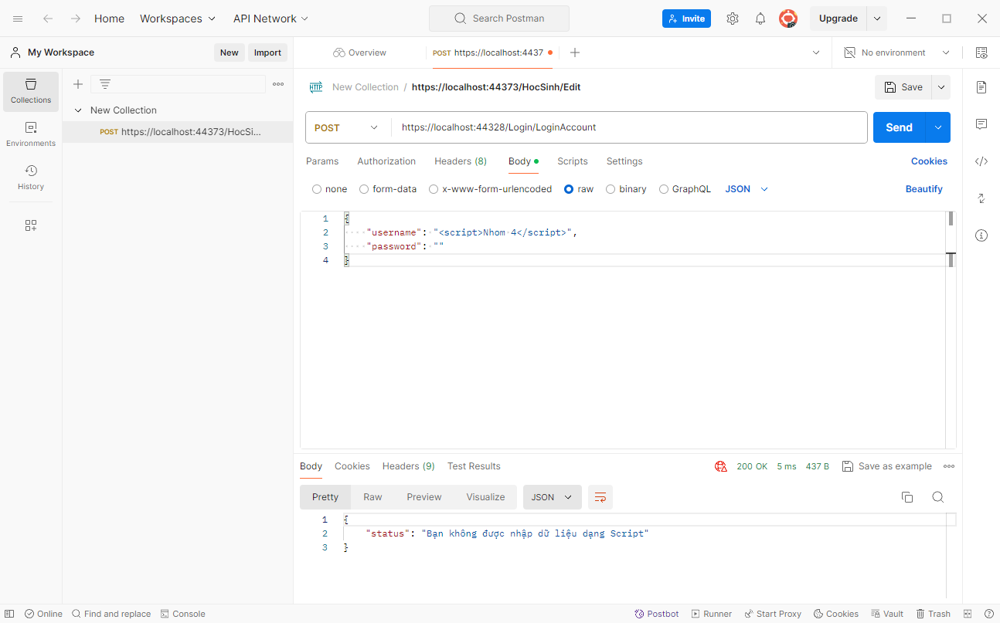 Home Workspaces API Network Search Postman Invite Upgrade
My Workspace New Import Overview POST https://localhost:4437 No environment
Collections
Environments
History
New Collection
POST https://localhost:44373/HocSi...
HTTP New Collection / https://localhost:44373/HocSinh/Edit Save
POST https://localhost:44328/Login/LoginAccount Send
Params Authorization Headers (8) Body Scripts Settings Cookies
none form-data x-www-form-urlencoded raw binary GraphQL JSON Beautify
1 {
2 "username": "<script>Nhom 4</script>",
3 "password": ""
4 }
Body Cookies Headers (9) Test Results 200 OK 5 ms 437 B Save as example
Pretty Raw Preview Visualize JSON
1 {
2 "status": "Bạn không được nhập dữ liệu dạng Script"
3 }
Online Find and replace Console Postbot Runner Start Proxy Cookies Vault Trash